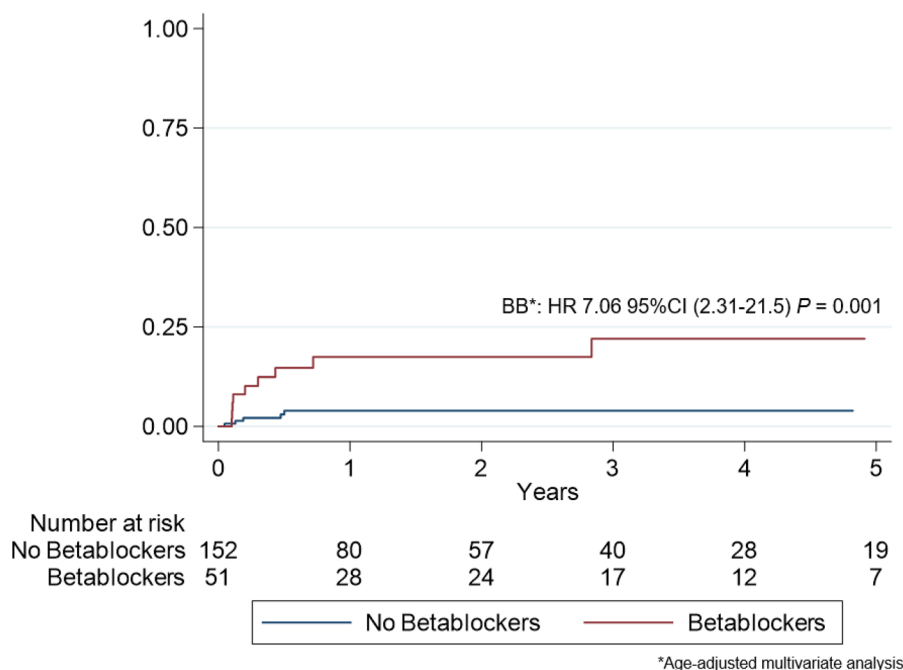 1.00
0.75
0.50
BB*: HR 7.06 95%CI (2.31-21.5) P = 0.001
0.25
0.00
0 1 2 3 4 5
Years
Number at risk
No Betablockers 152 80 57 40 28 19
Betablockers 51 28 24 17 12 7
No Betablockers Betablockers
*Age-adjusted multivariate analysis